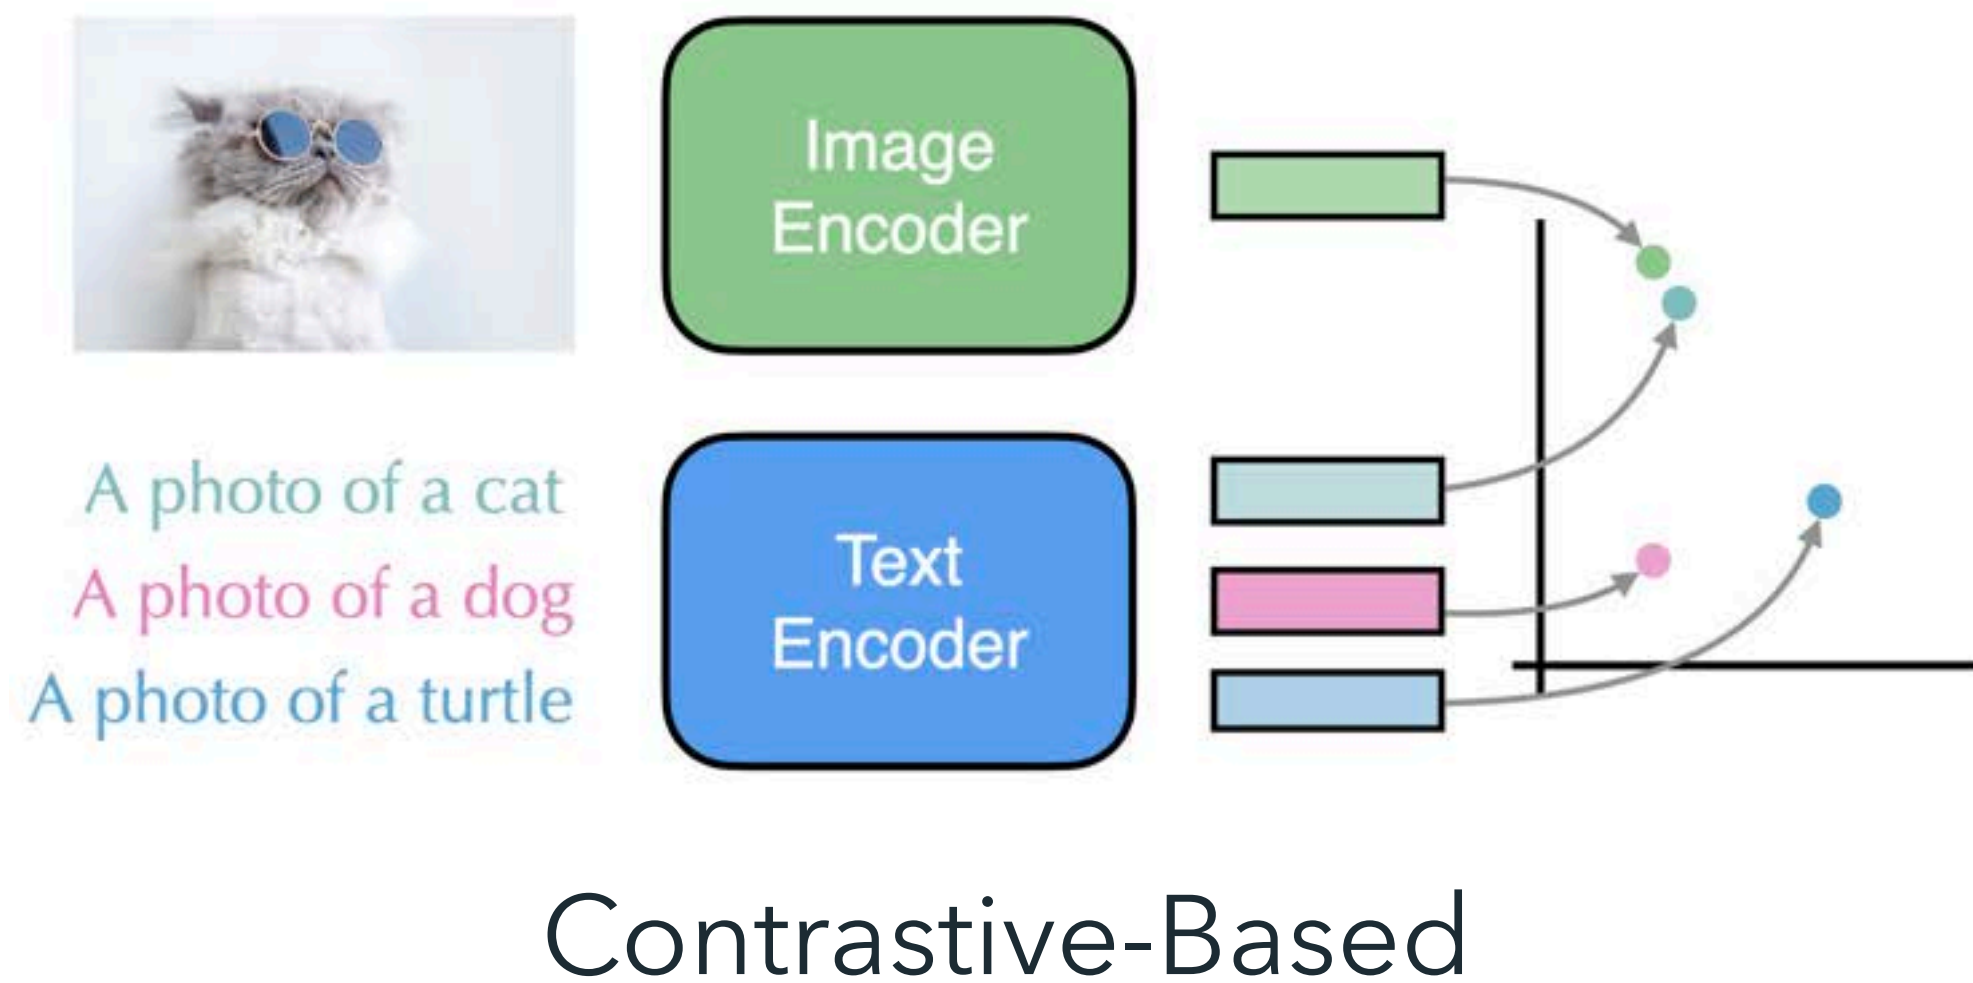 Image
Encoder
A photo of a cat
A photo of a dog
A photo of a turtle
Text
Encoder
Contrastive-Based